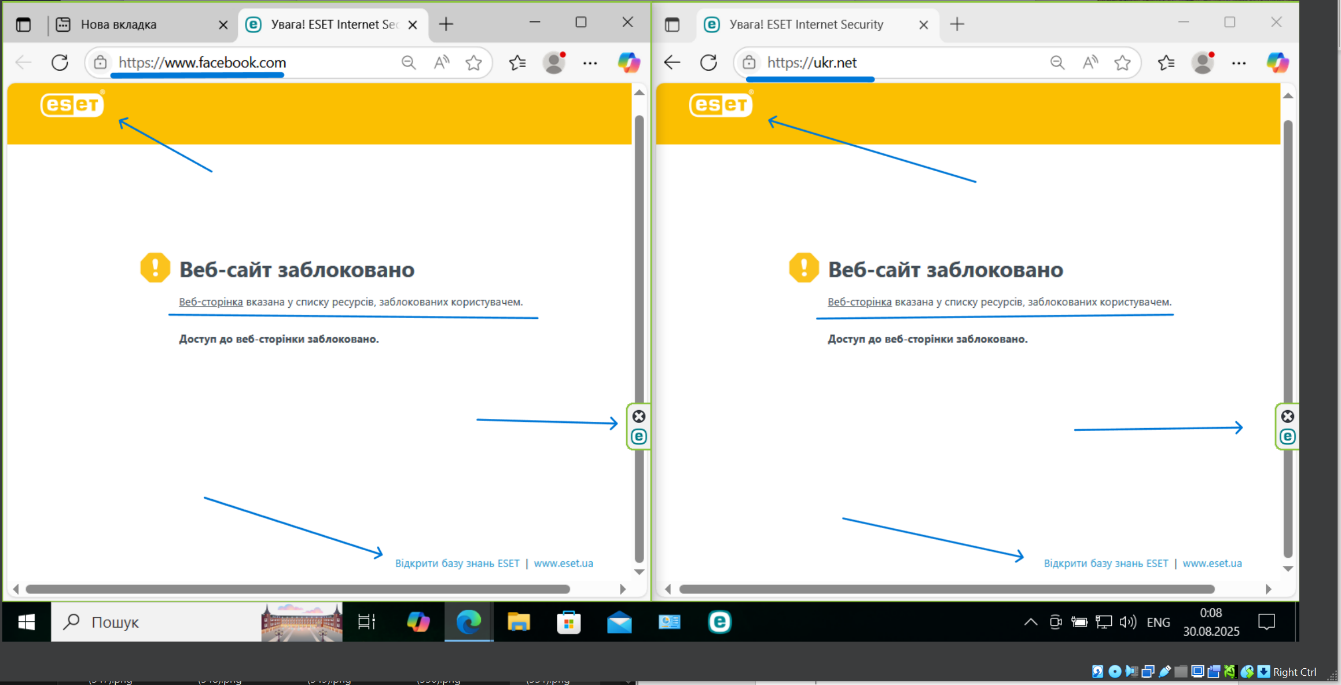 Нова вкладка
Увага! ESET Internet Sec
https://www.facebook.com
eset
Веб-сайт заблоковано
Веб-сторінка вказана у списку ресурсів, заблокованих користувачем.
Доступ до веб-сторінки заблоковано.
Відкрити базу знань ESET | www.eset.ua
Увага! ESET Internet Security
https://ukr.net
eset
Веб-сайт заблоковано
Веб-сторінка вказана у списку ресурсів, заблокованих користувачем.
Доступ до веб-сторінки заблоковано.
Відкрити базу знань ESET | www.eset.ua
Пошук
ENG
0:08
30.08.2025
Right Ctrl